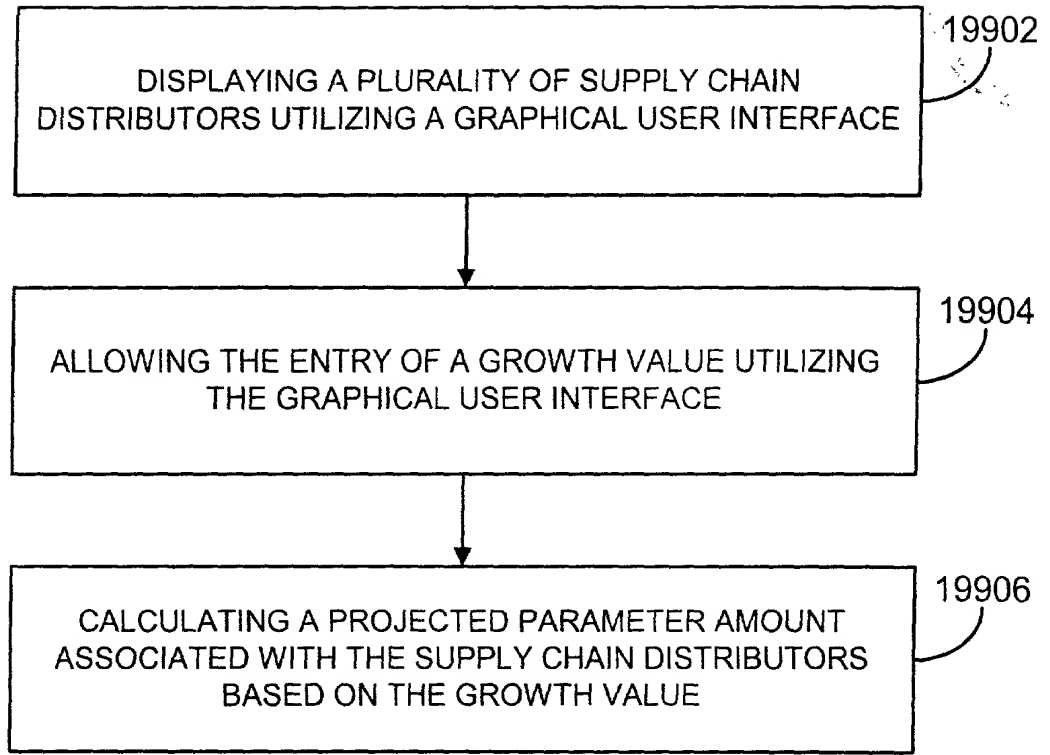 19902
DISPLAYING A PLURALITY OF SUPPLY CHAIN
DISTRIBUTORS UTILIZING A GRAPHICAL USER INTERFACE
19904
ALLOWING THE ENTRY OF A GROWTH VALUE UTILIZING
THE GRAPHICAL USER INTERFACE
19906
CALCULATING A PROJECTED PARAMETER AMOUNT
ASSOCIATED WITH THE SUPPLY CHAIN DISTRIBUTORS
BASED ON THE GROWTH VALUE